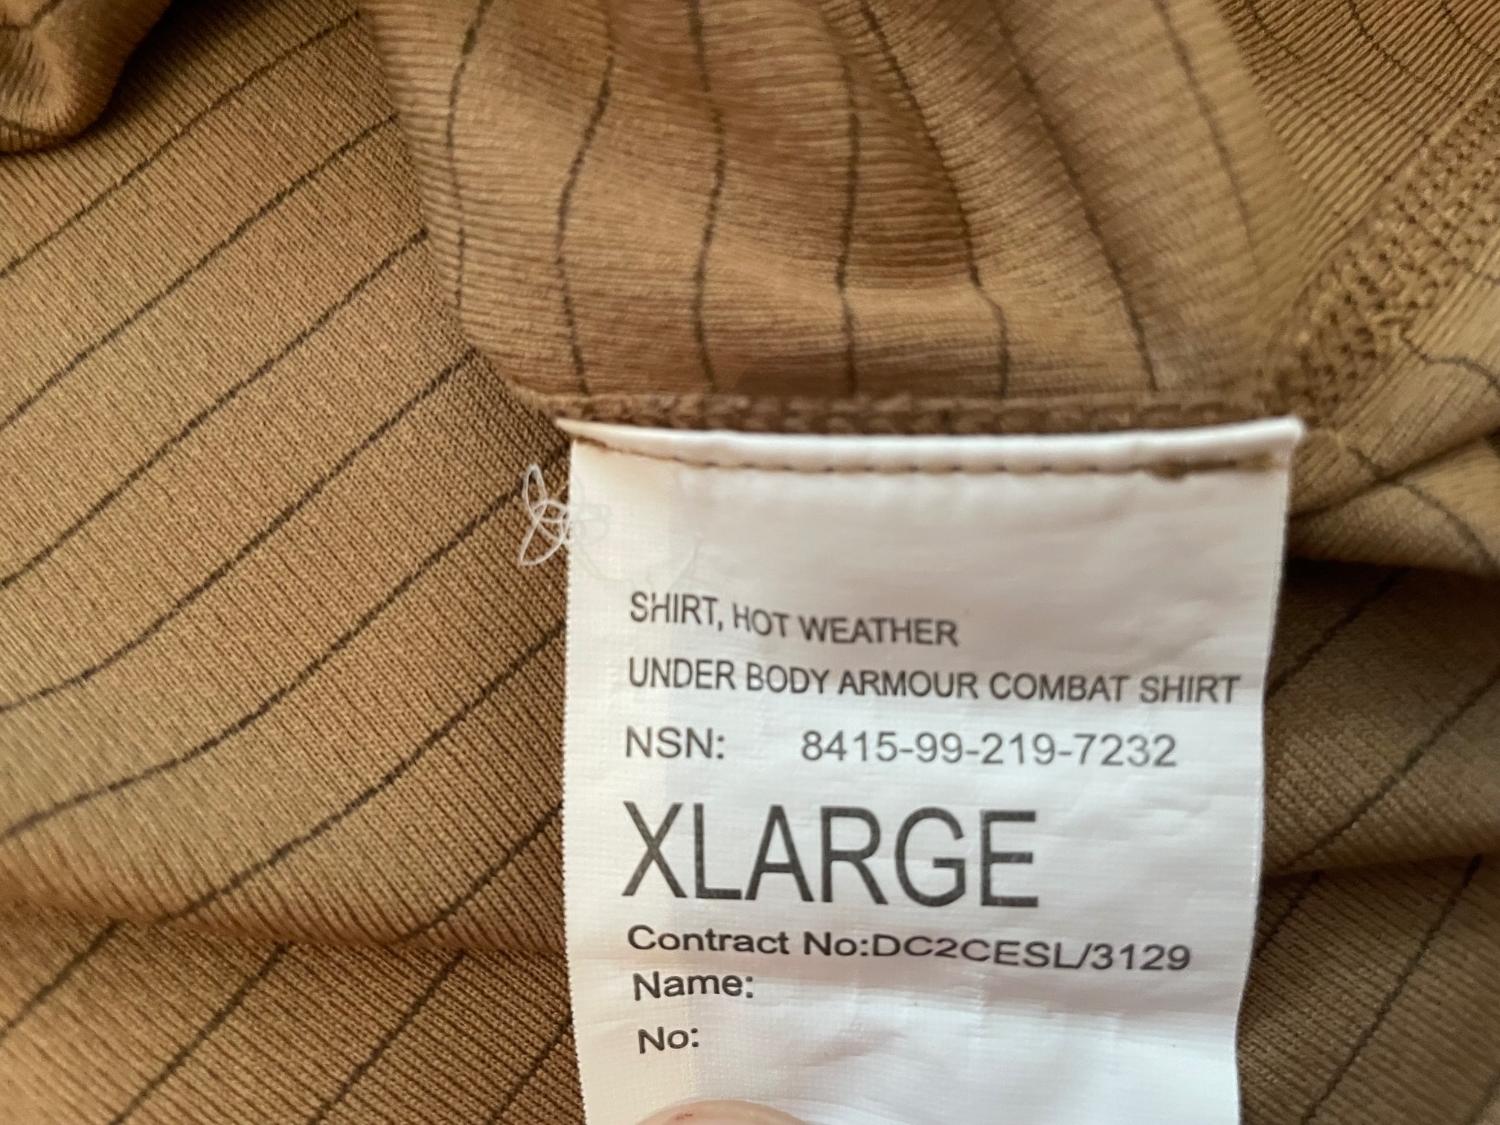 SHIRT, HOT WEATHER
UNDER BODY ARMOUR COMBAT SHIRT
NSN: 8415-99-219-7232
XLARGE
Contract No:DC2CESL/3129
Name:
No: